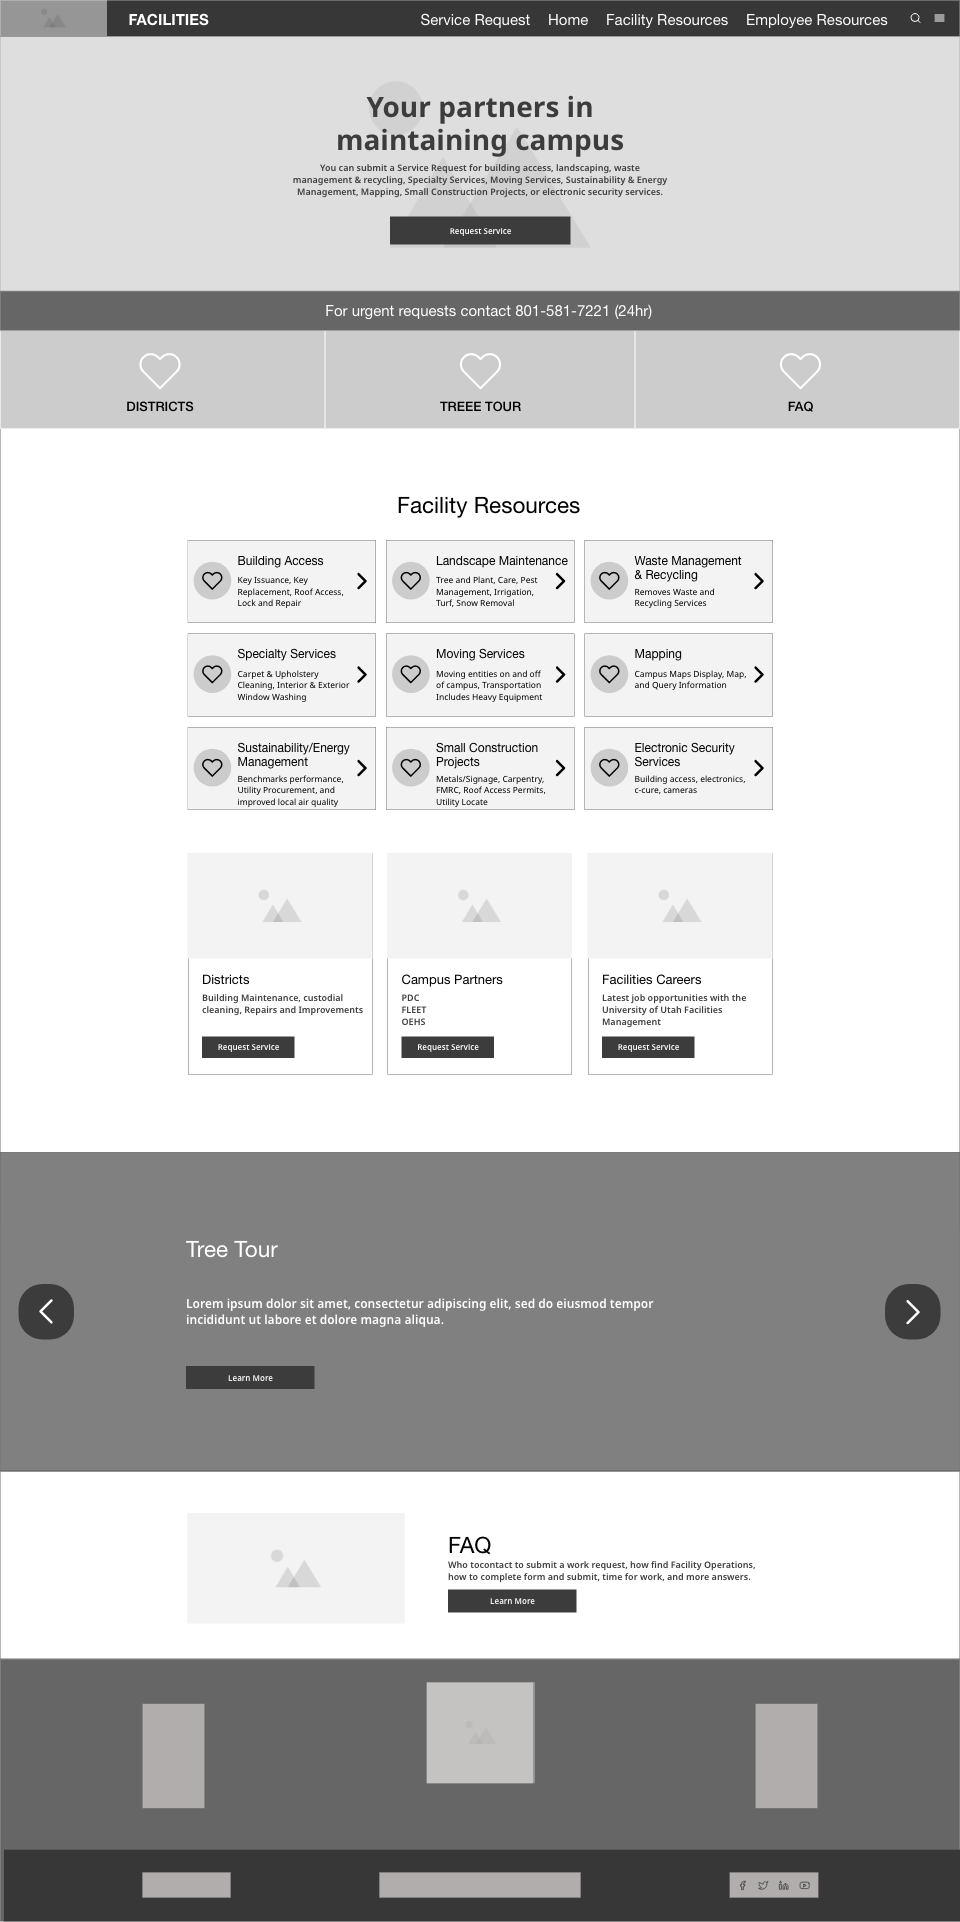 FACILITIES
Service Request Home Facility Resources Employee Resources
Your partners in
maintaining campus
You can submit a Service Request for building access, landscaping, waste
management & recycling, Specialty Services, Moving Services, Sustainability & Energy
Management, Mapping, Small Construction Projects, or electronic security services.
Request Service
For urgent requests contact 801-581-7221 (24hr)
DISTRICTS
TREEE TOUR
FAQ
Facility Resources
Building Access
Key Issuance, Key
Replacement, Roof Access,
Lock and Repair
Landscape Maintenance
Tree and Plant, Care, Pest
Management, Irrigation,
Turf, Snow Removal
Waste Management
& Recycling
Removes Waste and
Recycling Services
Specialty Services
Carpet & Upholstery
Cleaning, Interior & Exterior
Window Washing
Moving Services
Moving entities on and off
of campus, Transportation
Includes Heavy Equipment
Mapping
Campus Maps Display, Map,
and Query Information
Sustainability/Energy
Management
Benchmarks performance,
Utility Procurement, and
improved local air quality
Small Construction
Projects
Metals/Signage, Carpentry,
FMRC, Roof Access Permits,
Utility Locate
Electronic Security
Services
Building access, electronics,
c-cure, cameras
Districts
Building Maintenance, custodial
cleaning, Repairs and Improvements
Request Service
Campus Partners
PDC
FLEET
OEHS
Request Service
Facilities Careers
Latest job opportunities with the
University of Utah Facilities
Management
Request Service
Tree Tour
Lorem ipsum dolor sit amet, consectetur adipiscing elit, sed do eiusmod tempor
incididunt ut labore et dolore magna aliqua.
Learn More
FAQ
Who tocontact to submit a work request, how find Facility Operations,
how to complete form and submit, time for work, and more answers.
Learn More